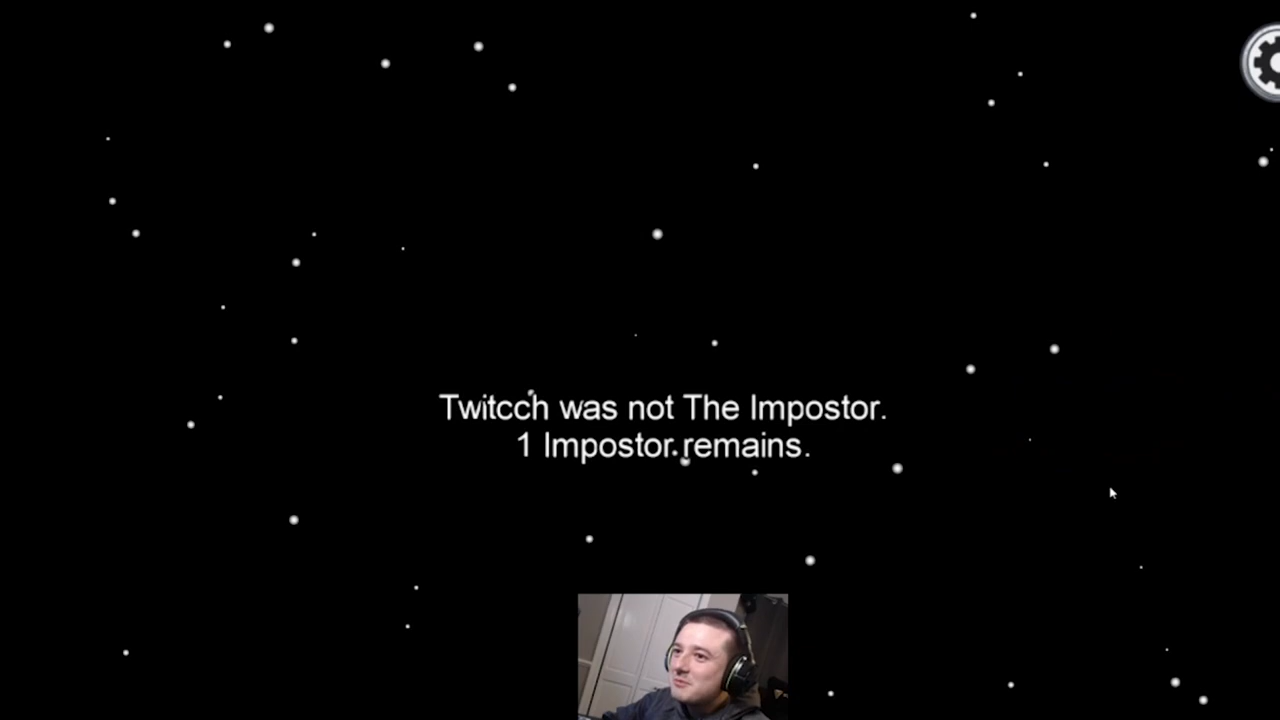 Twitcch was not The Impostor.
1 Impostor remains.